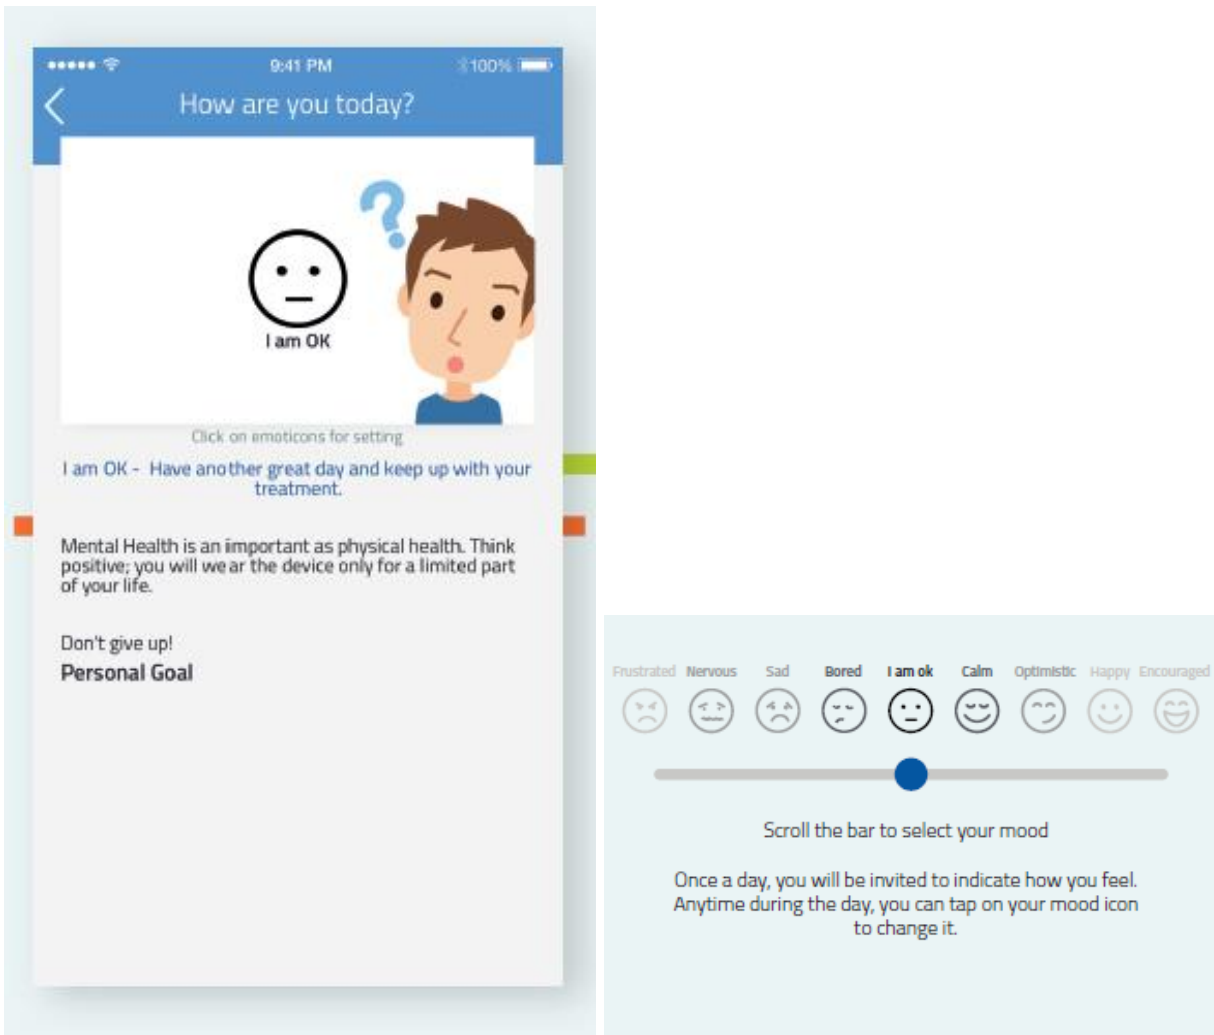 9:41 PM
100%
How are you today?
?
I am OK
Click on emoticons for setting
I am OK - Have another great day and keep up with your
treatment.
Mental Health is an important as physical health. Think
positive; you will wear the device only for a limited part
of your life.
Don't give up!
Personal Goal
Frustrated Nervous Sad Bored I am ok Calm Optimistic Happy Encouraged
Scroll the bar to select your mood
Once a day, you will be invited to indicate how you feel.
Anytime during the day, you can tap on your mood icon
to change it.